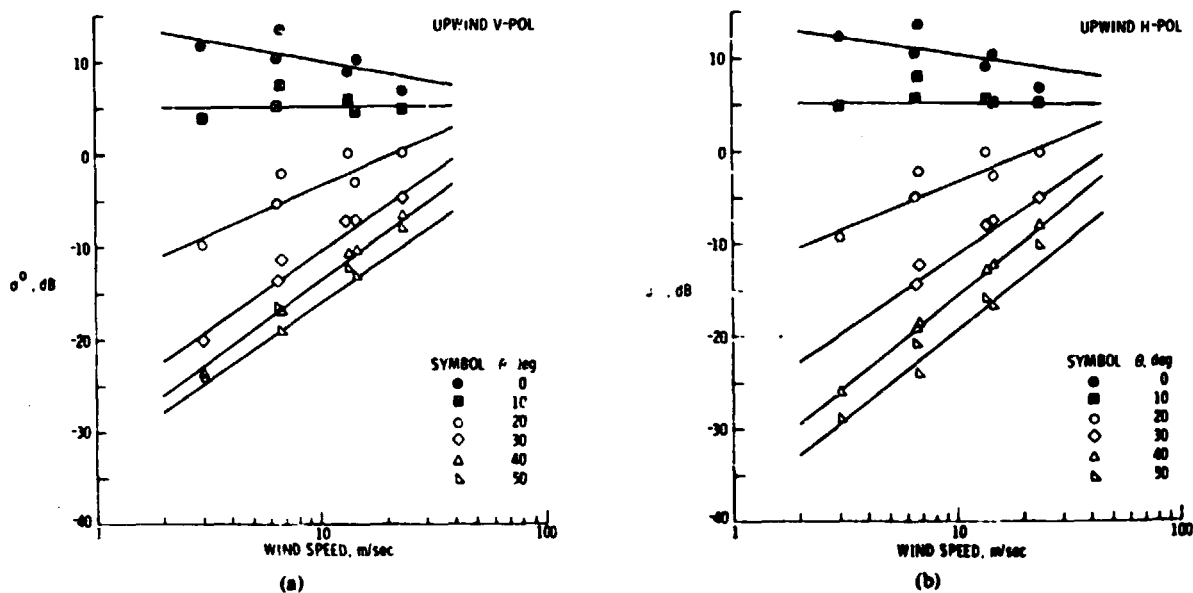 UPWIND V-POL
10
0
-10
-20
-30
-40
σ⁰, dB
SYMBOL deg
0
10
20
30
40
50
1 10 100
WIND SPEED, m/sec
(a)
UPWIND H-POL
10
0
-10
-20
-30
-40
, dB
SYMBOL θ, deg
0
10
20
30
40
50
1 10 100
WIND SPEED, m/sec
(b)